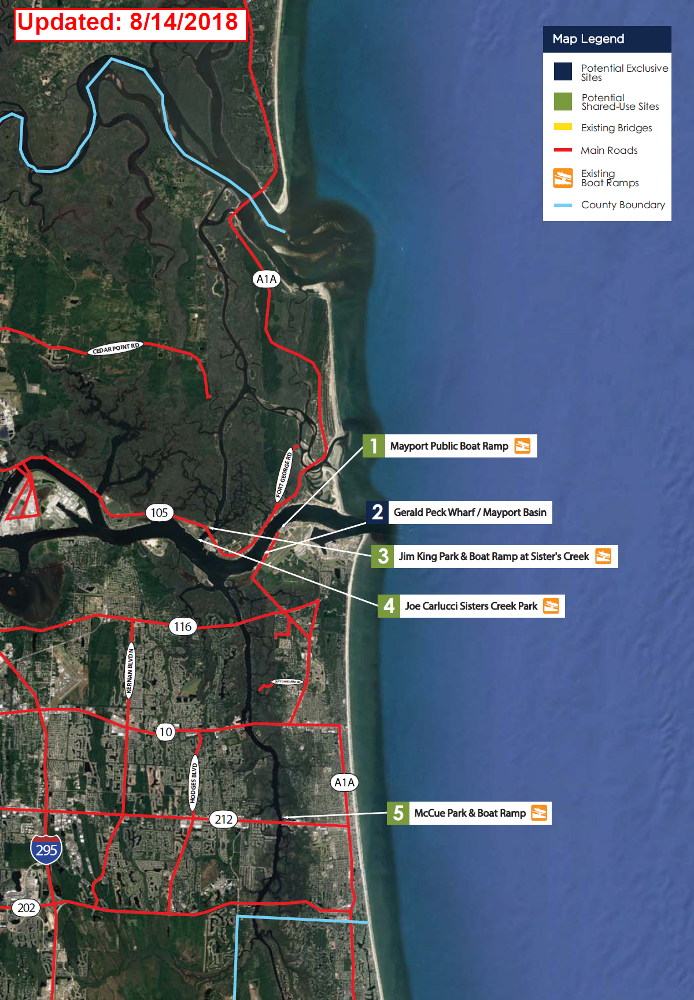 Updated: 8/14/2018
Map Legend
Potential Exclusive
Sites
Potential
Shared-Use Sites
Existing Bridges
Main Roads
Existing
Boat Ramps
County Boundary
A1A
CEDAR POINT RD
1 Mayport Public Boat Ramp
FORT GEORGE RD
105
2 Gerald Peck Wharf / Mayport Basin
3 Jim King Park & Boat Ramp at Sister's Creek
4 Joe Carlucci Sisters Creek Park
116
KERNAN BLVD N
DUTTON ISLAND RD
10
HODGES BLVD
A1A
212
5 McCue Park & Boat Ramp
295
202